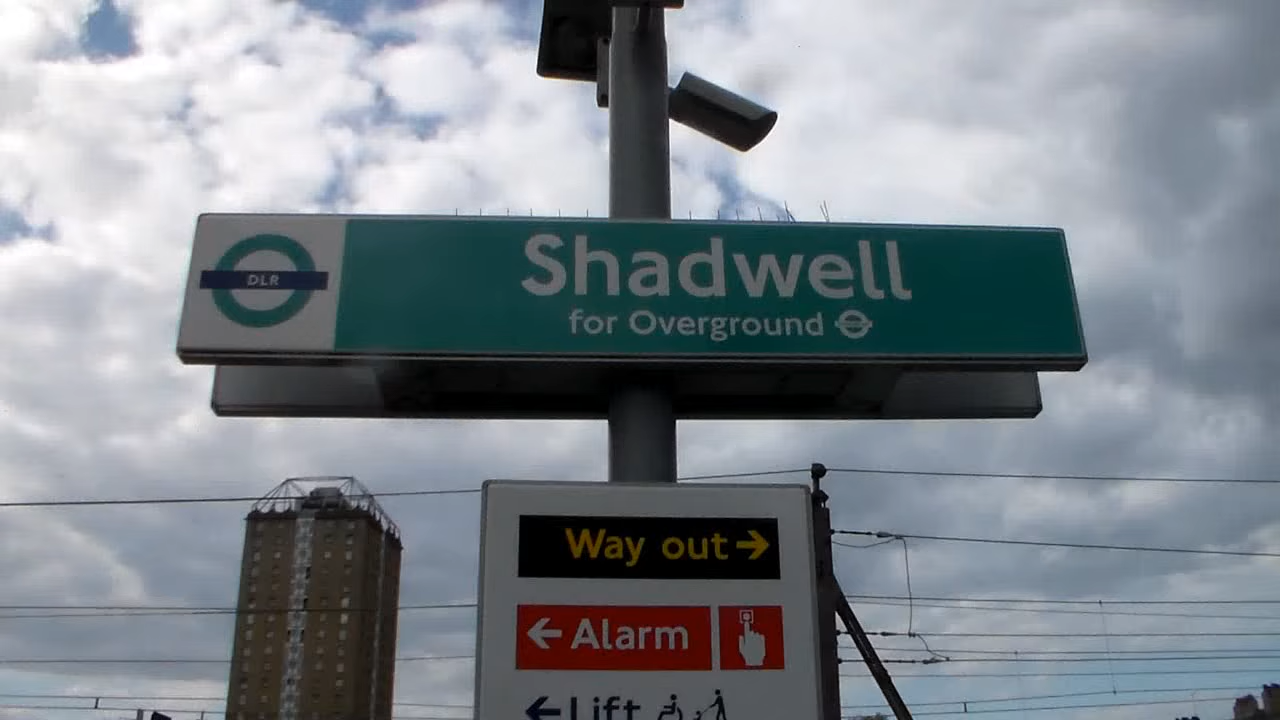 DLR
Shadwell
for Overground
Way out →
← Alarm
← Lift